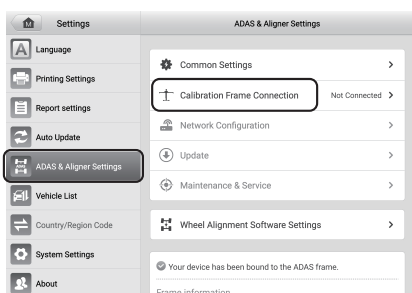 Settings
ADAS & Aligner Settings
Language
Printing Settings
Report settings
Auto Update
ADAS & Aligner Settings
Vehicle List
Country/Region Code
System Settings
About
Common Settings
Calibration Frame Connection Not Connected
Network Configuration
Update
Maintenance & Service
Wheel Alignment Software Settings
Your device has been bound to the ADAS frame.
Frame information